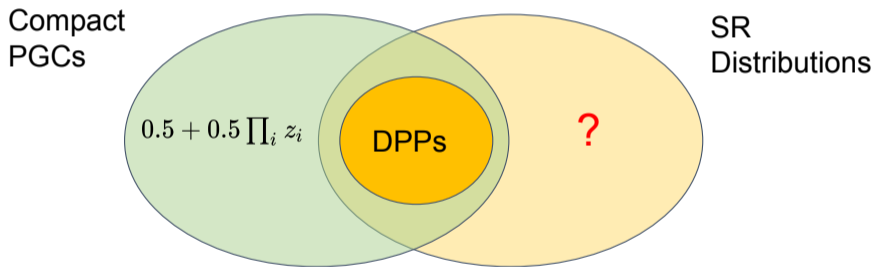 Compact
PGCs
SR
Distributions
0.5 + 0.5 ∏_i z_i
DPPs
?